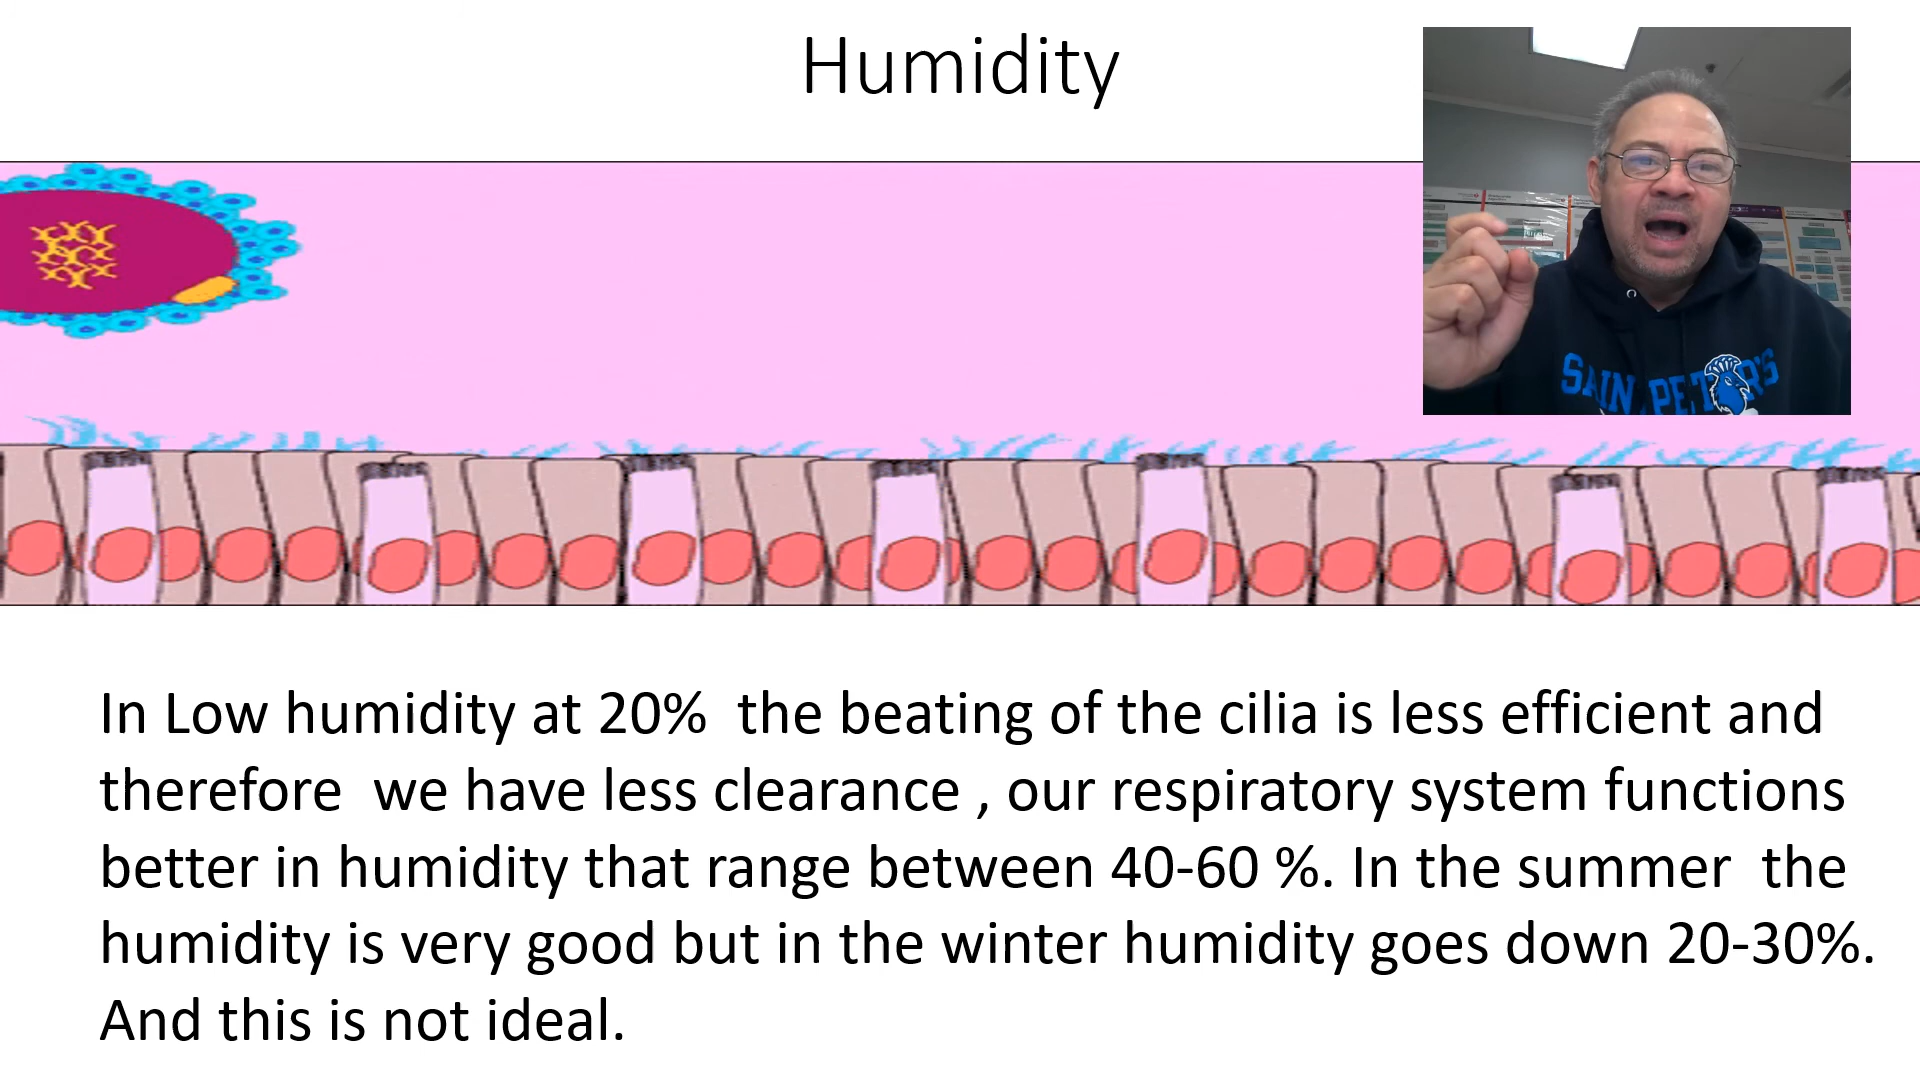 Humidity
SAINT PETER'S
In Low humidity at 20%  the beating of the cilia is less efficient and
therefore  we have less clearance , our respiratory system functions
better in humidity that range between 40-60 %. In the summer  the
humidity is very good but in the winter humidity goes down 20-30%.
And this is not ideal.